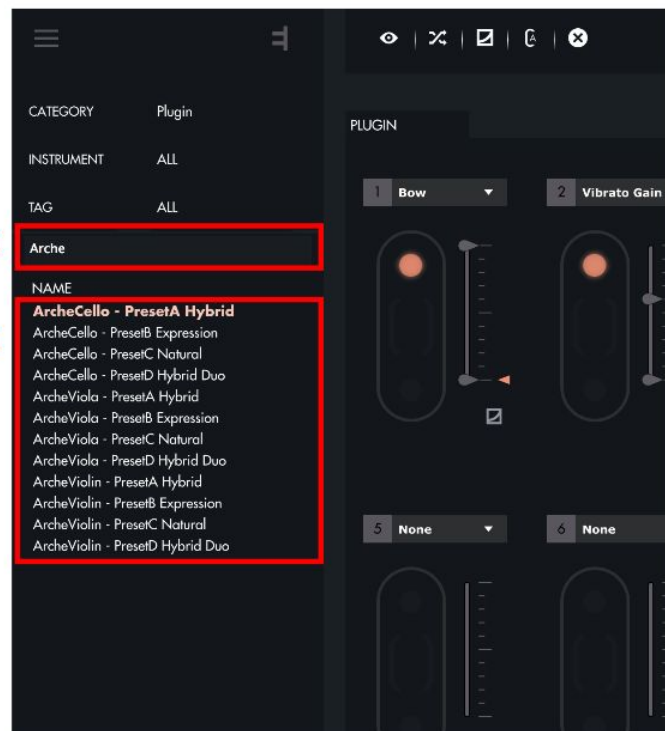 CATEGORY Plugin
INSTRUMENT ALL
TAG ALL
Arche
NAME
ArcheCello - PresetA Hybrid
ArcheCello - PresetB Expression
ArcheCello - PresetC Natural
ArcheCello - PresetD Hybrid Duo
ArcheViola - PresetA Hybrid
ArcheViola - PresetB Expression
ArcheViola - PresetC Natural
ArcheViola - PresetD Hybrid Duo
ArcheViolin - PresetA Hybrid
ArcheViolin - PresetB Expression
ArcheViolin - PresetC Natural
ArcheViolin - PresetD Hybrid Duo
A
PLUGIN
1 Bow 2 Vibrato Gain
5 None 6 None